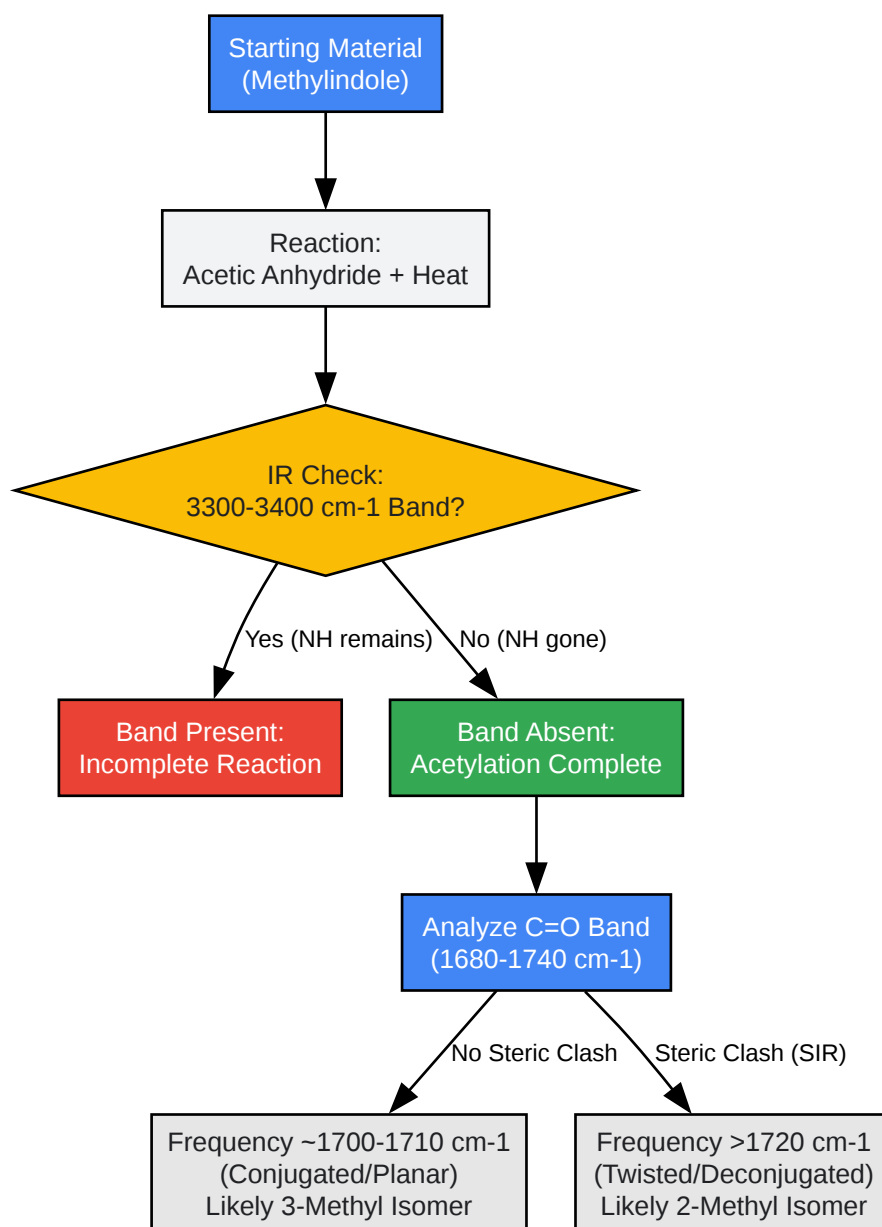 Starting Material
(Methylindole)
Reaction:
Acetic Anhydride + Heat
IR Check:
3300-3400 cm-1 Band?
Yes (NH remains)
No (NH gone)
Band Present:
Incomplete Reaction
Band Absent:
Acetylation Complete
Analyze C=O Band
(1680-1740 cm-1)
No Steric Clash
Steric Clash (SIR)
Frequency ~1700-1710 cm-1
(Conjugated/Planar)
Likely 3-Methyl Isomer
Frequency >1720 cm-1
(Twisted/Deconjugated)
Likely 2-Methyl Isomer